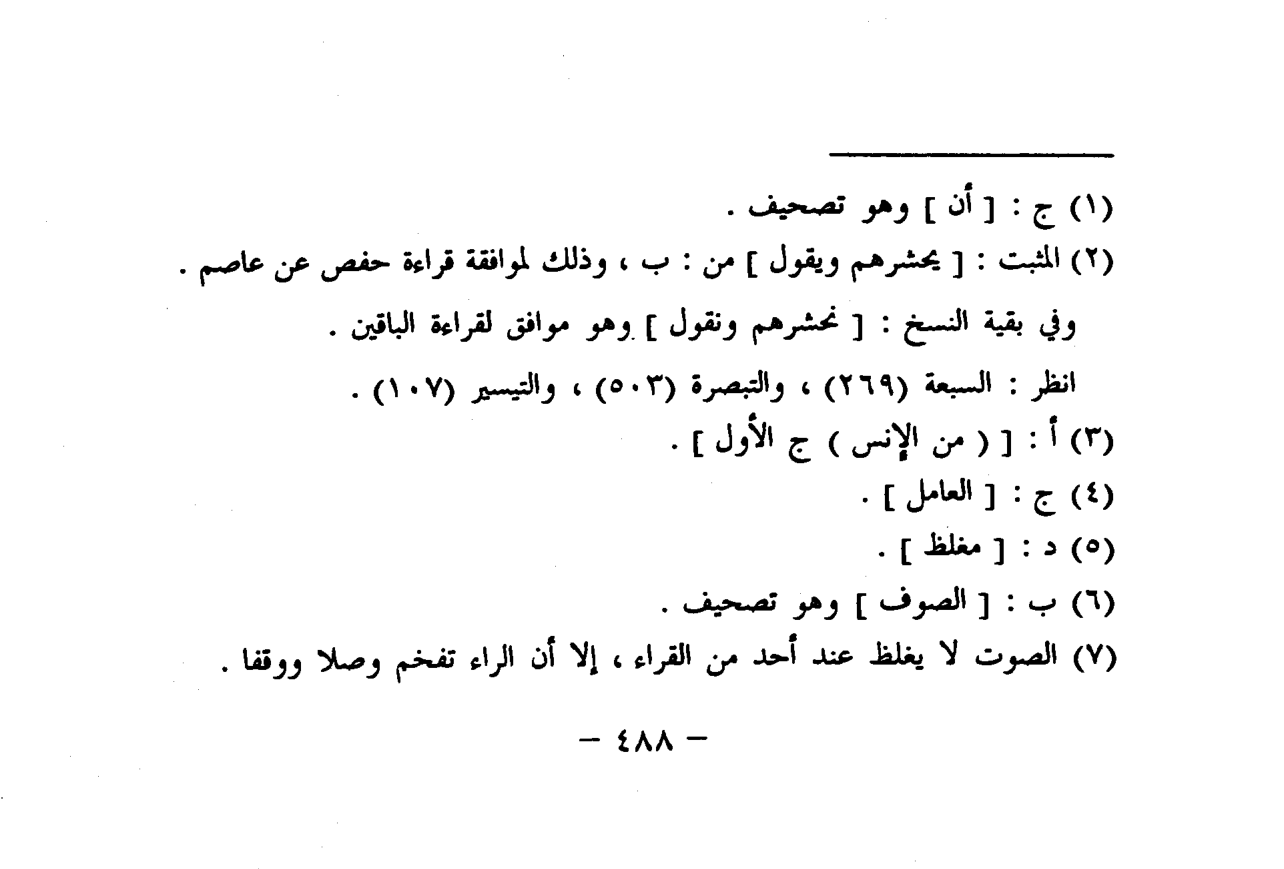 (١) ج : [ أن ] وهو تصحيف .
(٢) المثبت : [ يحشرهم ويقول ] من : ب ، وذلك لموافقة قراءة حفص عن عاصم .
وفي بقية النسخ : [ نحشرهم ونقول ] وهو موافق لقراءة الباقين .
انظر : السبعة (٢٦٩) ، والتبصرة (٥٠٣) ، والتيسير (١٠٧) .
(٣) أ : [ ( من الإنس ) ج الأول ] .
(٤) ج : [ العامل ] .
(٥) د : [ مغلظ ] .
(٦) ب : [ الصوف ] وهو تصحيف .
(٧) الصوت لا يغلظ عند أحد من القراء ، إلا أن الراء تفخم وصلا ووقفا .
– ٤٨٨ –